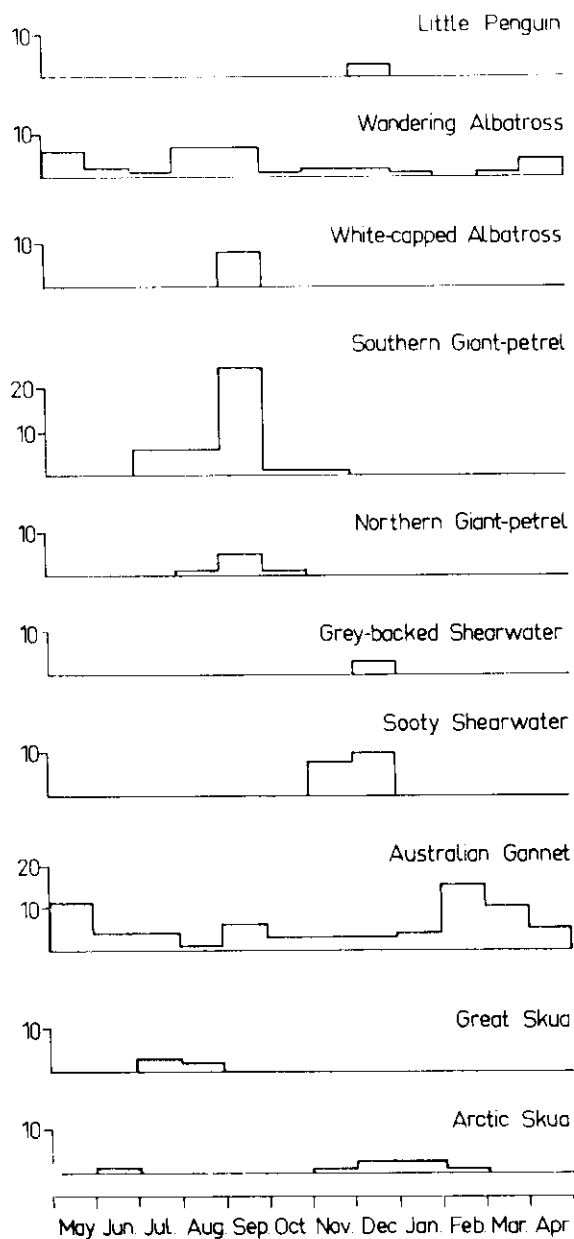 Little Penguin
10
Wandering Albatross
10
White-capped Albatross
10
Southern Giant-petrel
20
10
Northern Giant-petrel
10
Grey-backed Shearwater
10
Sooty Shearwater
10
Australian Gannet
20
10
Great Skua
10
Arctic Skua
10
May Jun. Jul. Aug. Sep. Oct Nov. Dec Jan. Feb. Mar. Apr